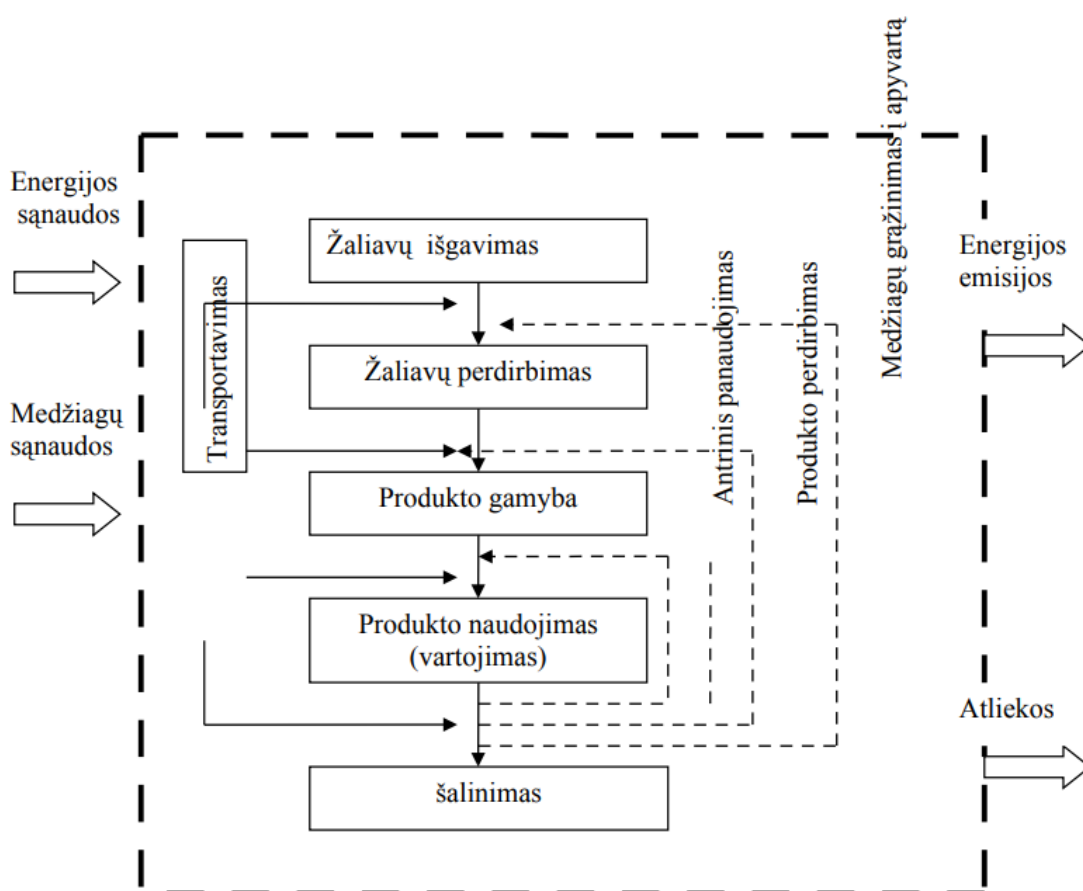 Medžiagų grąžinimas į apyvartą
Energijos
sąnaudos
Žaliavų išgavimas
Energijos
emisijos
Transportavimas
Antrinis panaudojimas
Produkto perdirbimas
Žaliavų perdirbimas
Medžiagų
sąnaudos
Produkto gamyba
Produkto naudojimas
(vartojimas)
Atliekos
šalinimas